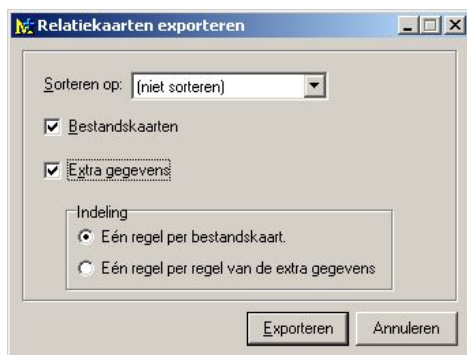 Relatiekaarten exporteren
Sorteren op: (niet sorteren)
Bestandskaarten
Extra gegevens
Indeling
Eén regel per bestandskaart.
Eén regel per regel van de extra gegevens
Exporteren Annuleren